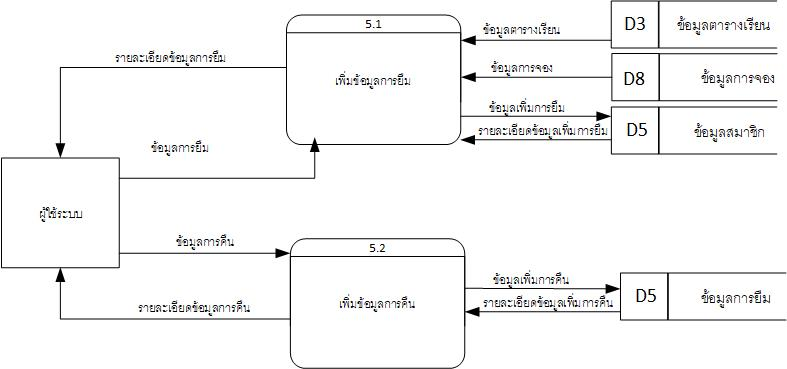 5.1
เพิ่มข้อมูลการยืม
ข้อมูลตารางเรียน
D3 ข้อมูลตารางเรียน
รายละเอียดข้อมูลการยืม
ข้อมูลการจอง
D8 ข้อมูลการจอง
ข้อมูลเพิ่มการยืม
รายละเอียดข้อมูลเพิ่มการยืม
D5 ข้อมูลสมาชิก
ข้อมูลการยืม
ผู้ใช้ระบบ
ข้อมูลการคืน
5.2
เพิ่มข้อมูลการคืน
ข้อมูลเพิ่มการคืน
รายละเอียดข้อมูลเพิ่มการคืน
D5 ข้อมูลการยืม
รายละเอียดข้อมูลการคืน